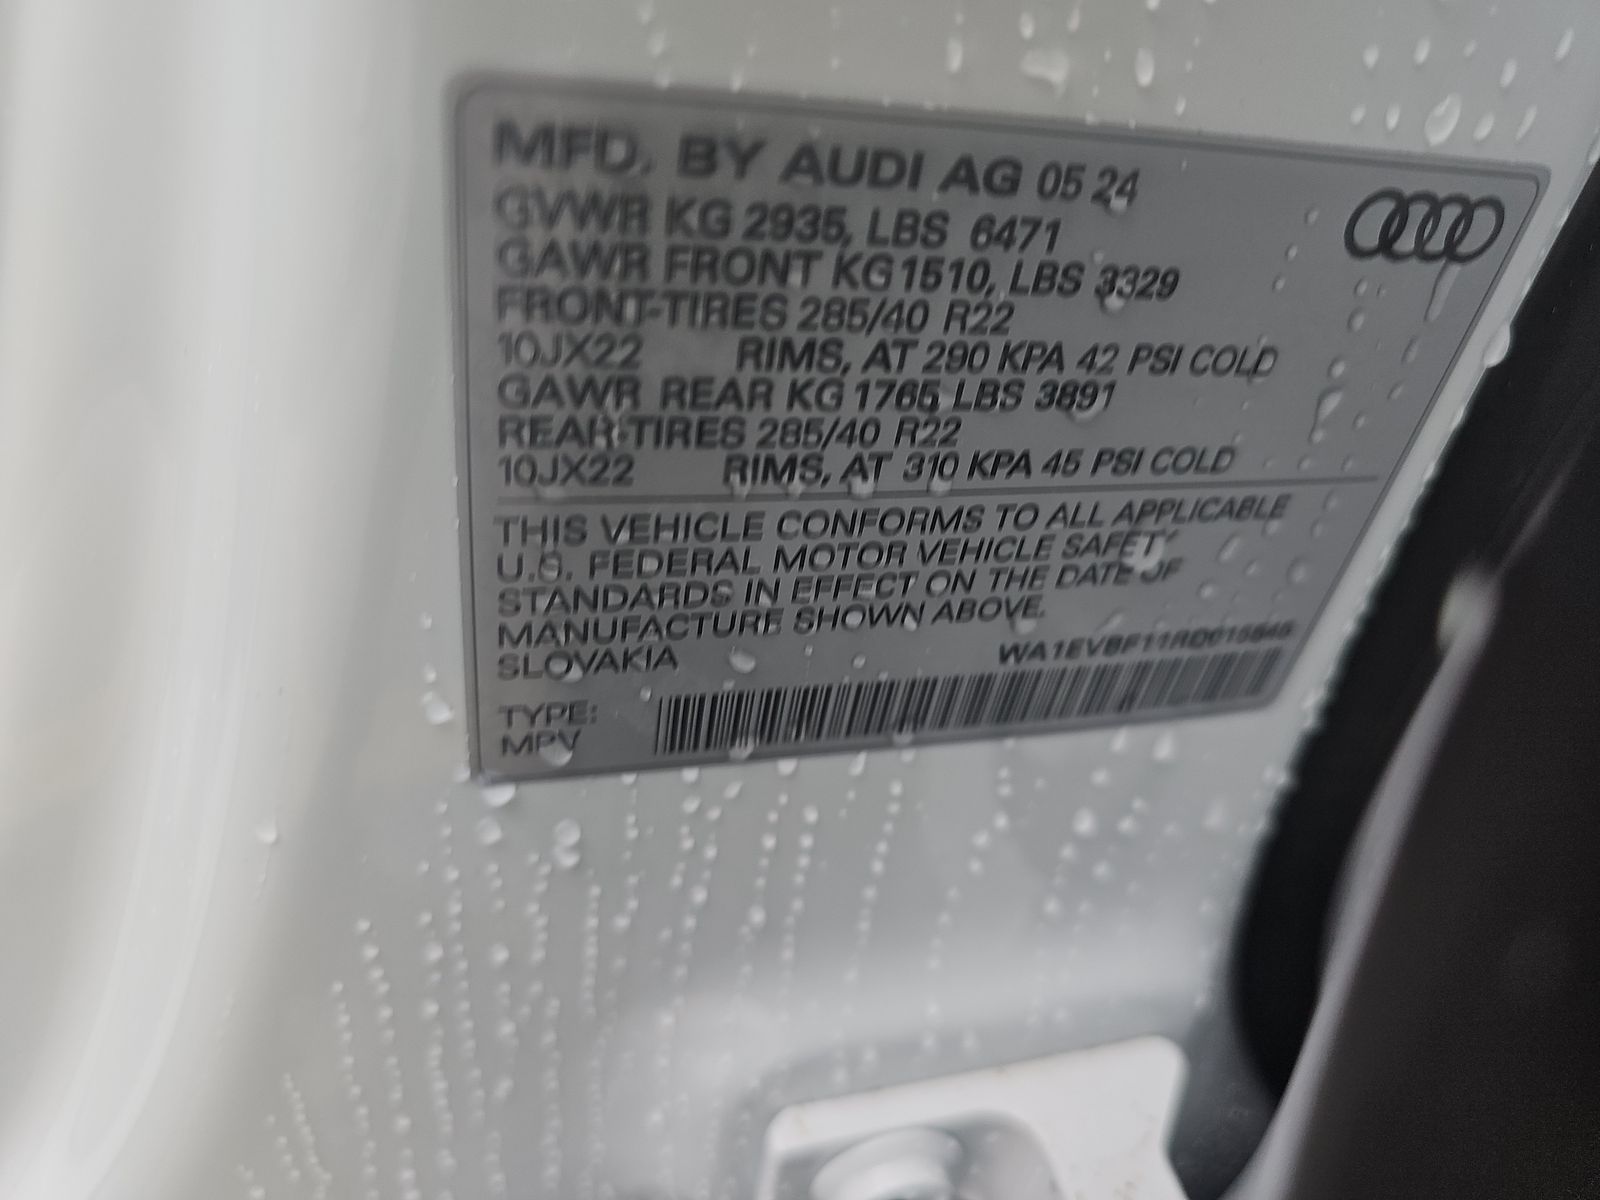 MFD. BY AUDI AG 05 24
GVWR KG 2935, LBS 6471
GAWR FRONT KG 1510, LBS 3329
FRONT-TIRES 285/40 R22
10JX22 RIMS, AT 290 KPA 42 PSI COLD
GAWR REAR KG 1765, LBS 3891
REAR-TIRES 285/40 R22
10JX22 RIMS, AT 310 KPA 45 PSI COLD
THIS VEHICLE CONFORMS TO ALL APPLICABLE
U.S. FEDERAL MOTOR VEHICLE SAFETY
STANDARDS IN EFFECT ON THE DATE OF
MANUFACTURE SHOWN ABOVE.
SLOVAKIA
TYPE:
MPV